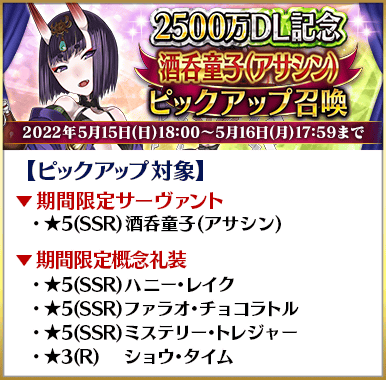 2500万DL記念
酒呑童子(アサシン)
ピックアップ召喚
2022年5月15日(日)18:00～5月16日(月)17:59まで
【ピックアップ対象】
▼期間限定サーヴァント
・★5(SSR)酒呑童子(アサシン)
▼期間限定概念礼装
・★5(SSR)ハニー・レイク
・★5(SSR)ファラオ・チョコラトル
・★5(SSR)ミステリー・トレジャー
・★3(R) ショウ・タイム